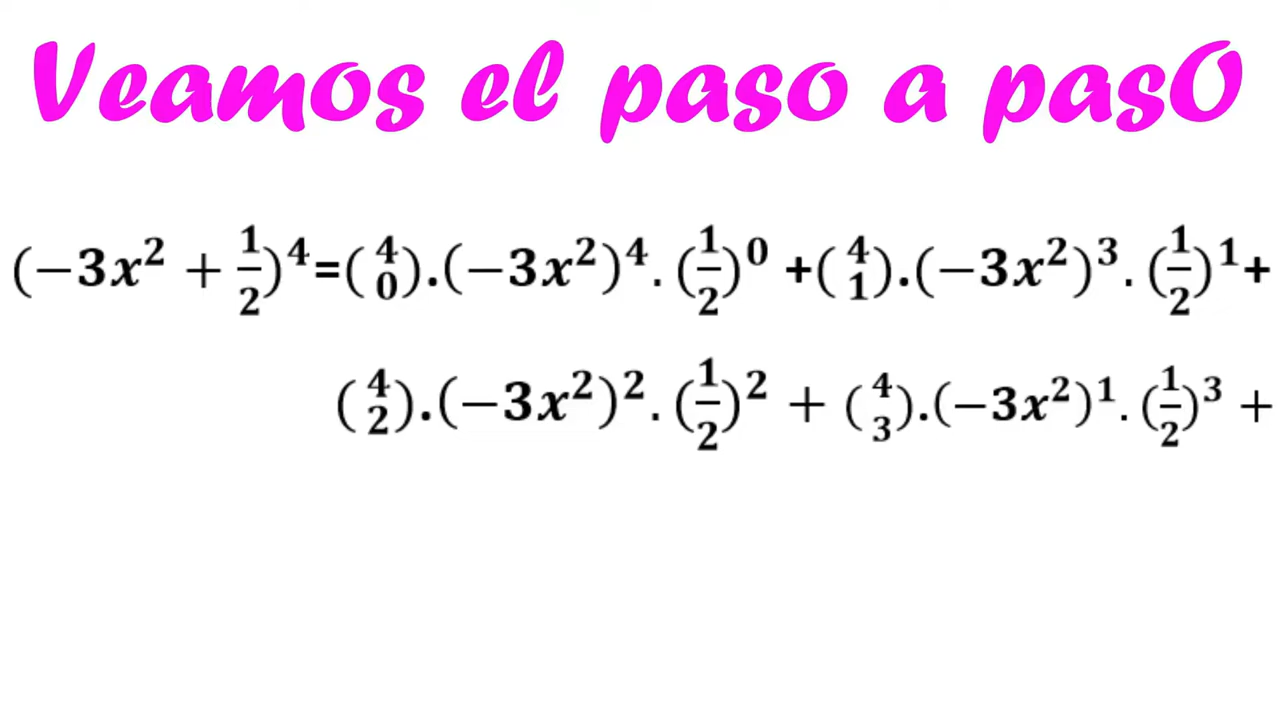 Veamos el paso a pasO
(−3x² + 1/2)⁴=(4 0).(−3x²)⁴.(1/2)⁰ +(4 1).(−3x²)³.(1/2)¹+
(4 2).(−3x²)².(1/2)² + (4 3).(−3x²)¹.(1/2)³ +